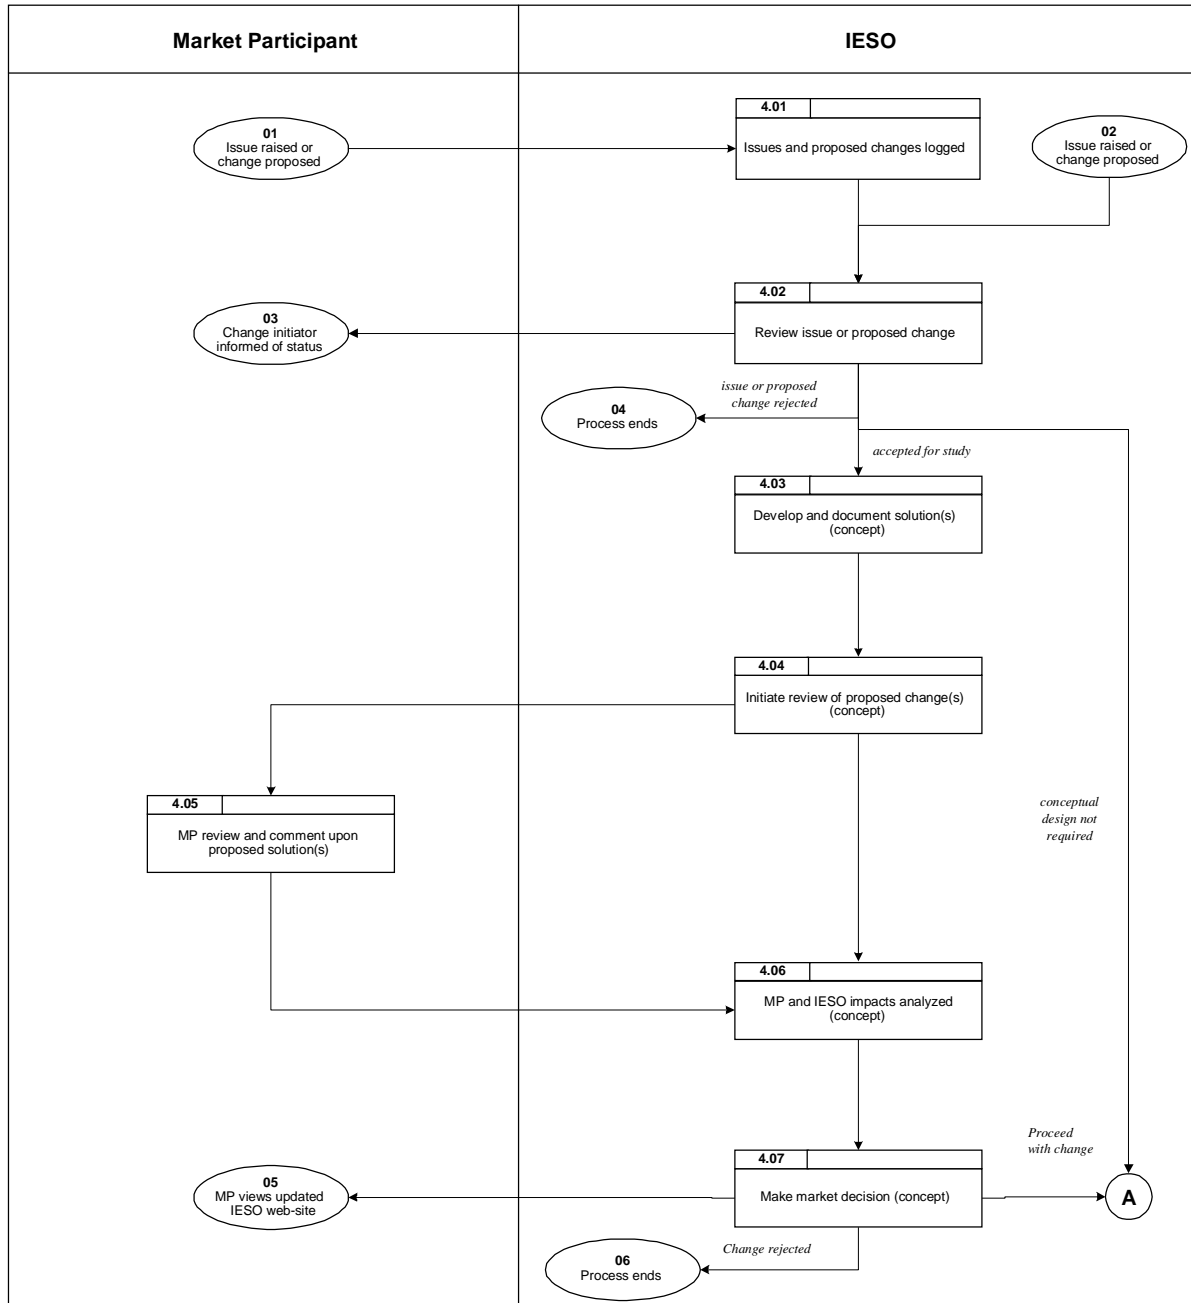 Market Participant
IESO
01
Issue raised or
change proposed
4.01
Issues and proposed changes logged
02
Issue raised or
change proposed
03
Change initiator
informed of status
4.02
Review issue or proposed change
issue or proposed
change rejected
04
Process ends
accepted for study
4.03
Develop and document solution(s)
(concept)
4.04
Initiate review of proposed change(s)
(concept)
4.05
MP review and comment upon
proposed solution(s)
conceptual
design not
required
4.06
MP and IESO impacts analyzed
(concept)
Proceed
with change
4.07
Make market decision (concept)
05
MP views updated
IESO web-site
A
Change rejected
06
Process ends